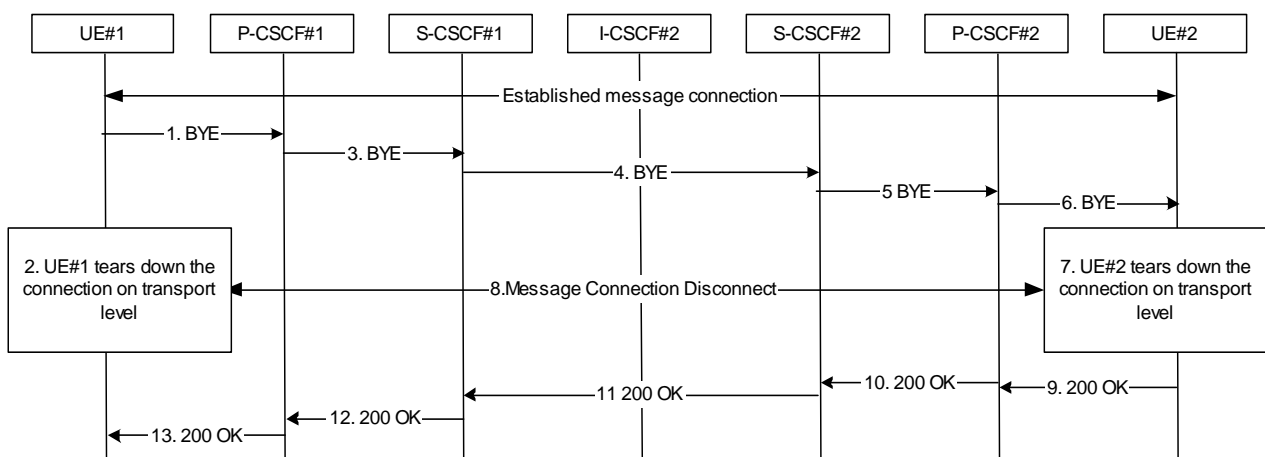 UE#1
P-CSCF#1
S-CSCF#1
I-CSCF#2
S-CSCF#2
P-CSCF#2
UE#2
Established message connection
1. BYE
3. BYE
4. BYE
5 BYE
6. BYE
2. UE#1 tears down the
connection on transport
level
8.Message Connection Disconnect
7. UE#2 tears down the
connection on transport
level
9. 200 OK
10. 200 OK
11 200 OK
12. 200 OK
13. 200 OK